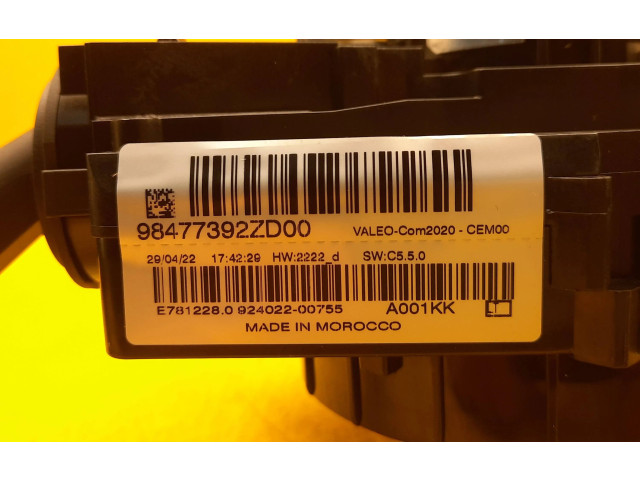 98477392ZD00 VALEO-Com2020 - CEM00
29/04/22 17:42:29 HW:2222_d SW:C5.5.0
E781228.0 924022-00755 A001KK
MADE IN MOROCCO